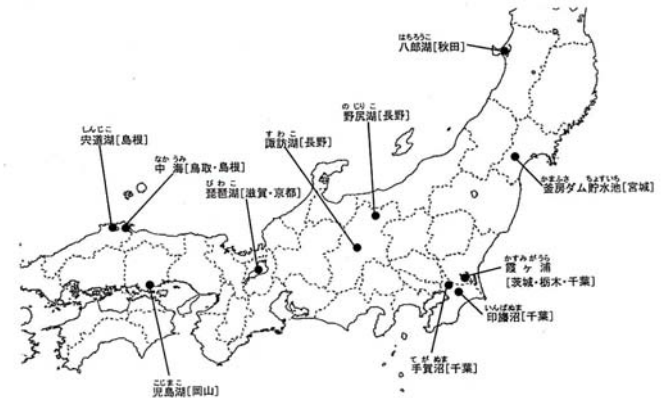 はちろうこ
八郎湖[秋田]
の じり こ
野尻湖[長野]
しんじこ
宍道湖[島根]
す わ こ
諏訪湖[長野]
なか うみ
中 海[鳥取・島根]
びわこ
琵琶湖[滋賀・京都]
かまふさ ちょすいち
釜房ダム貯水池[宮城]
かすみがうら
霞ヶ浦
[茨城・栃木・千葉]
いんばぬま
印旛沼[千葉]
て が ぬま
手賀沼[千葉]
こじまこ
児島湖[岡山]